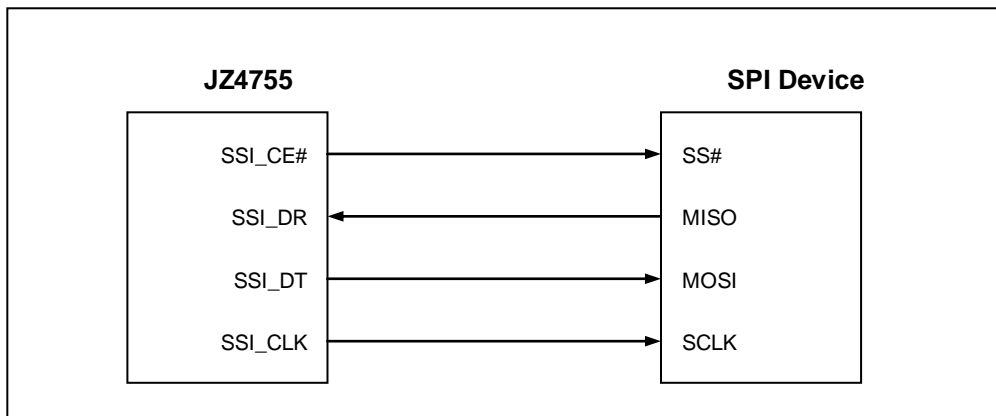 JZ4755 SPI Device
SSI_CE# SS#
SSI_DR MISO
SSI_DT MOSI
SSI_CLK SCLK